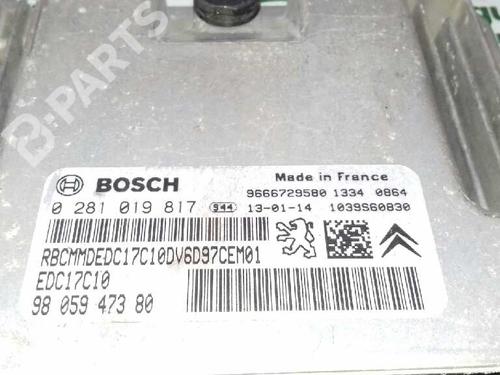 B-PARTS
BOSCH
Made in France
9666729580 1334 0864
0 281 019 817 944 13-01-14 1039S60830
RBCMMDEDC17C10DV6D97CEM01
EDC17C10
98 059 473 80